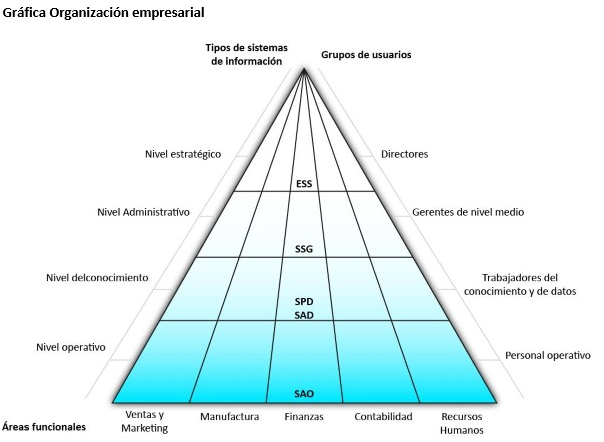 Gráfica Organización empresarial
Tipos de sistemas
de información
Grupos de usuarios
Nivel estratégico
Directores
ESS
Nivel Administrativo
Gerentes de nivel medio
SSG
Nivel delconocimiento
Trabajadores del
conocimiento y de datos
SPD
SAD
Nivel operativo
Personal operativo
SAO
Áreas funcionales
Ventas y
Marketing
Manufactura
Finanzas
Contabilidad
Recursos
Humanos